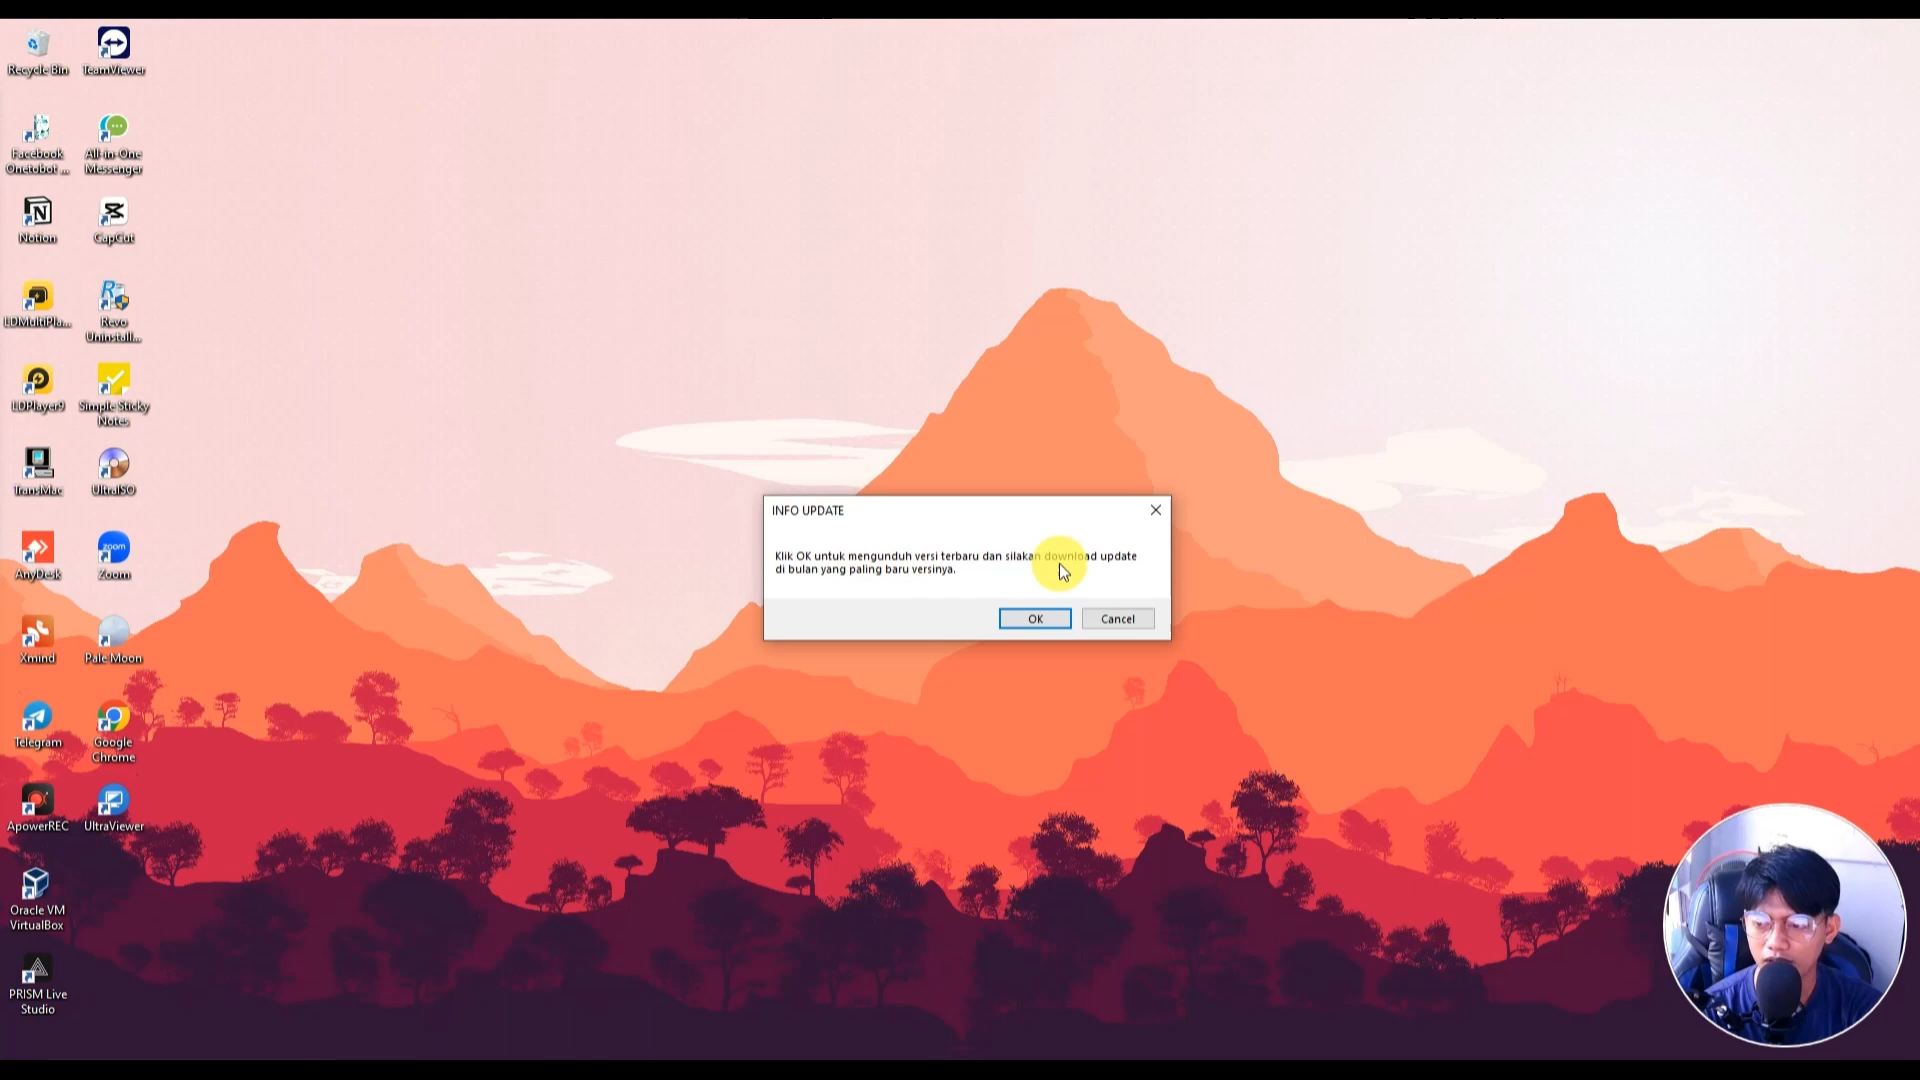 Recycle Bin
TeamViewer
Facebook
Onetobot ...
All-in-One
Messenger
Notion
CapCut
LDMultiPla...
Revo
Uninstall...
LDPlayer9
Simple Sticky
Notes
TransMac
UltraISO
AnyDesk
zoom
Zoom
Xmind
Pale Moon
Telegram
Google
Chrome
ApowerREC
UltraViewer
Oracle VM
VirtualBox
PRISM Live
Studio
INFO UPDATE
Klik OK untuk mengunduh versi terbaru dan silakan download update
di bulan yang paling baru versinya.
OK
Cancel